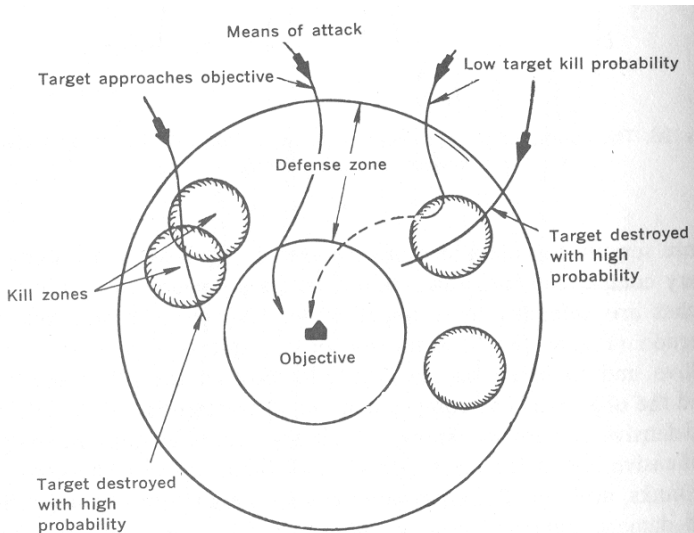 Means of attack
Target approaches objective
Low target kill probability
Defense zone
Target destroyed
with high
probability
Kill zones
Objective
Target destroyed
with high
probability